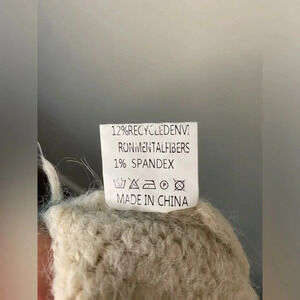 12%RECYCLEDENVI
RONMENTALFIBERS
1% SPANDEX
MADE IN CHINA